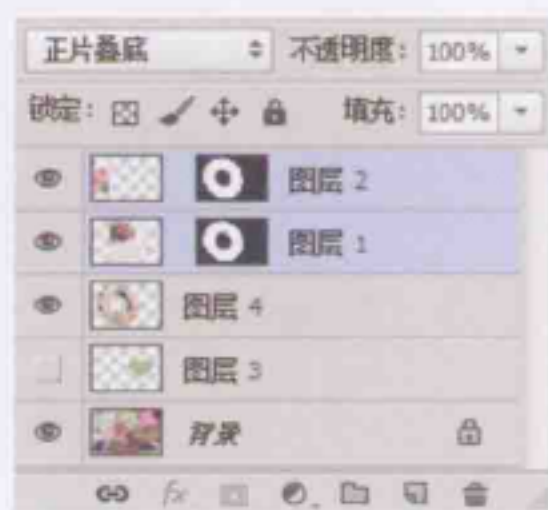 正片叠底 不透明度: 100%
锁定: 填充: 100%
图层 2
图层 1
图层 4
图层 3
背景